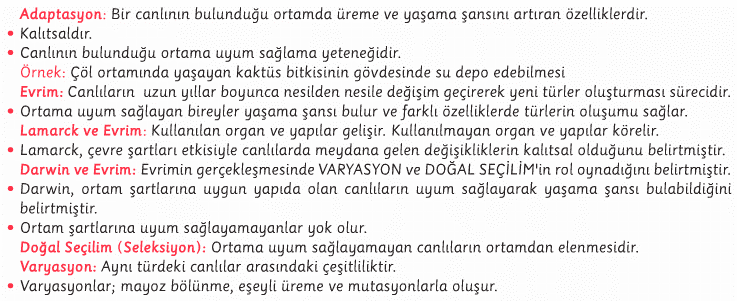 Adaptasyon: Bir canlının bulunduğu ortamda üreme ve yaşama şansını artıran özelliklerdir.
• Kalıtsaldır.
• Canlının bulunduğu ortama uyum sağlama yeteneğidir.
Örnek: Çöl ortamında yaşayan kaktüs bitkisinin gövdesinde su depo edebilmesi
Evrim: Canlıların uzun yıllar boyunca nesilden nesile değişim geçirerek yeni türler oluşturması sürecidir.
• Ortama uyum sağlayan bireyler yaşama şansı bulur ve farklı özelliklerde türlerin oluşumu sağlar.
Lamarck ve Evrim: Kullanılan organ ve yapılar gelişir. Kullanılmayan organ ve yapılar körelir.
• Lamarck, çevre şartları etkisiyle canlılarda meydana gelen değişikliklerin kalıtsal olduğunu belirtmiştir.
Darwin ve Evrim: Evrimin gerçekleşmesinde VARYASYON ve DOĞAL SEÇİLİM'in rol oynadığını belirtmiştir.
• Darwin, ortam şartlarına uygun yapıda olan canlıların uyum sağlayarak yaşama şansı bulabildiğini
belirtmiştir.
• Ortam şartlarına uyum sağlayamayanlar yok olur.
Doğal Seçilim (Seleksiyon): Ortama uyum sağlayamayan canlıların ortamdan elenmesidir.
Varyasyon: Aynı türdeki canlılar arasındaki çeşitliliktir.
• Varyasyonlar; mayoz bölünme, eşeyli üreme ve mutasyonlarla oluşur.